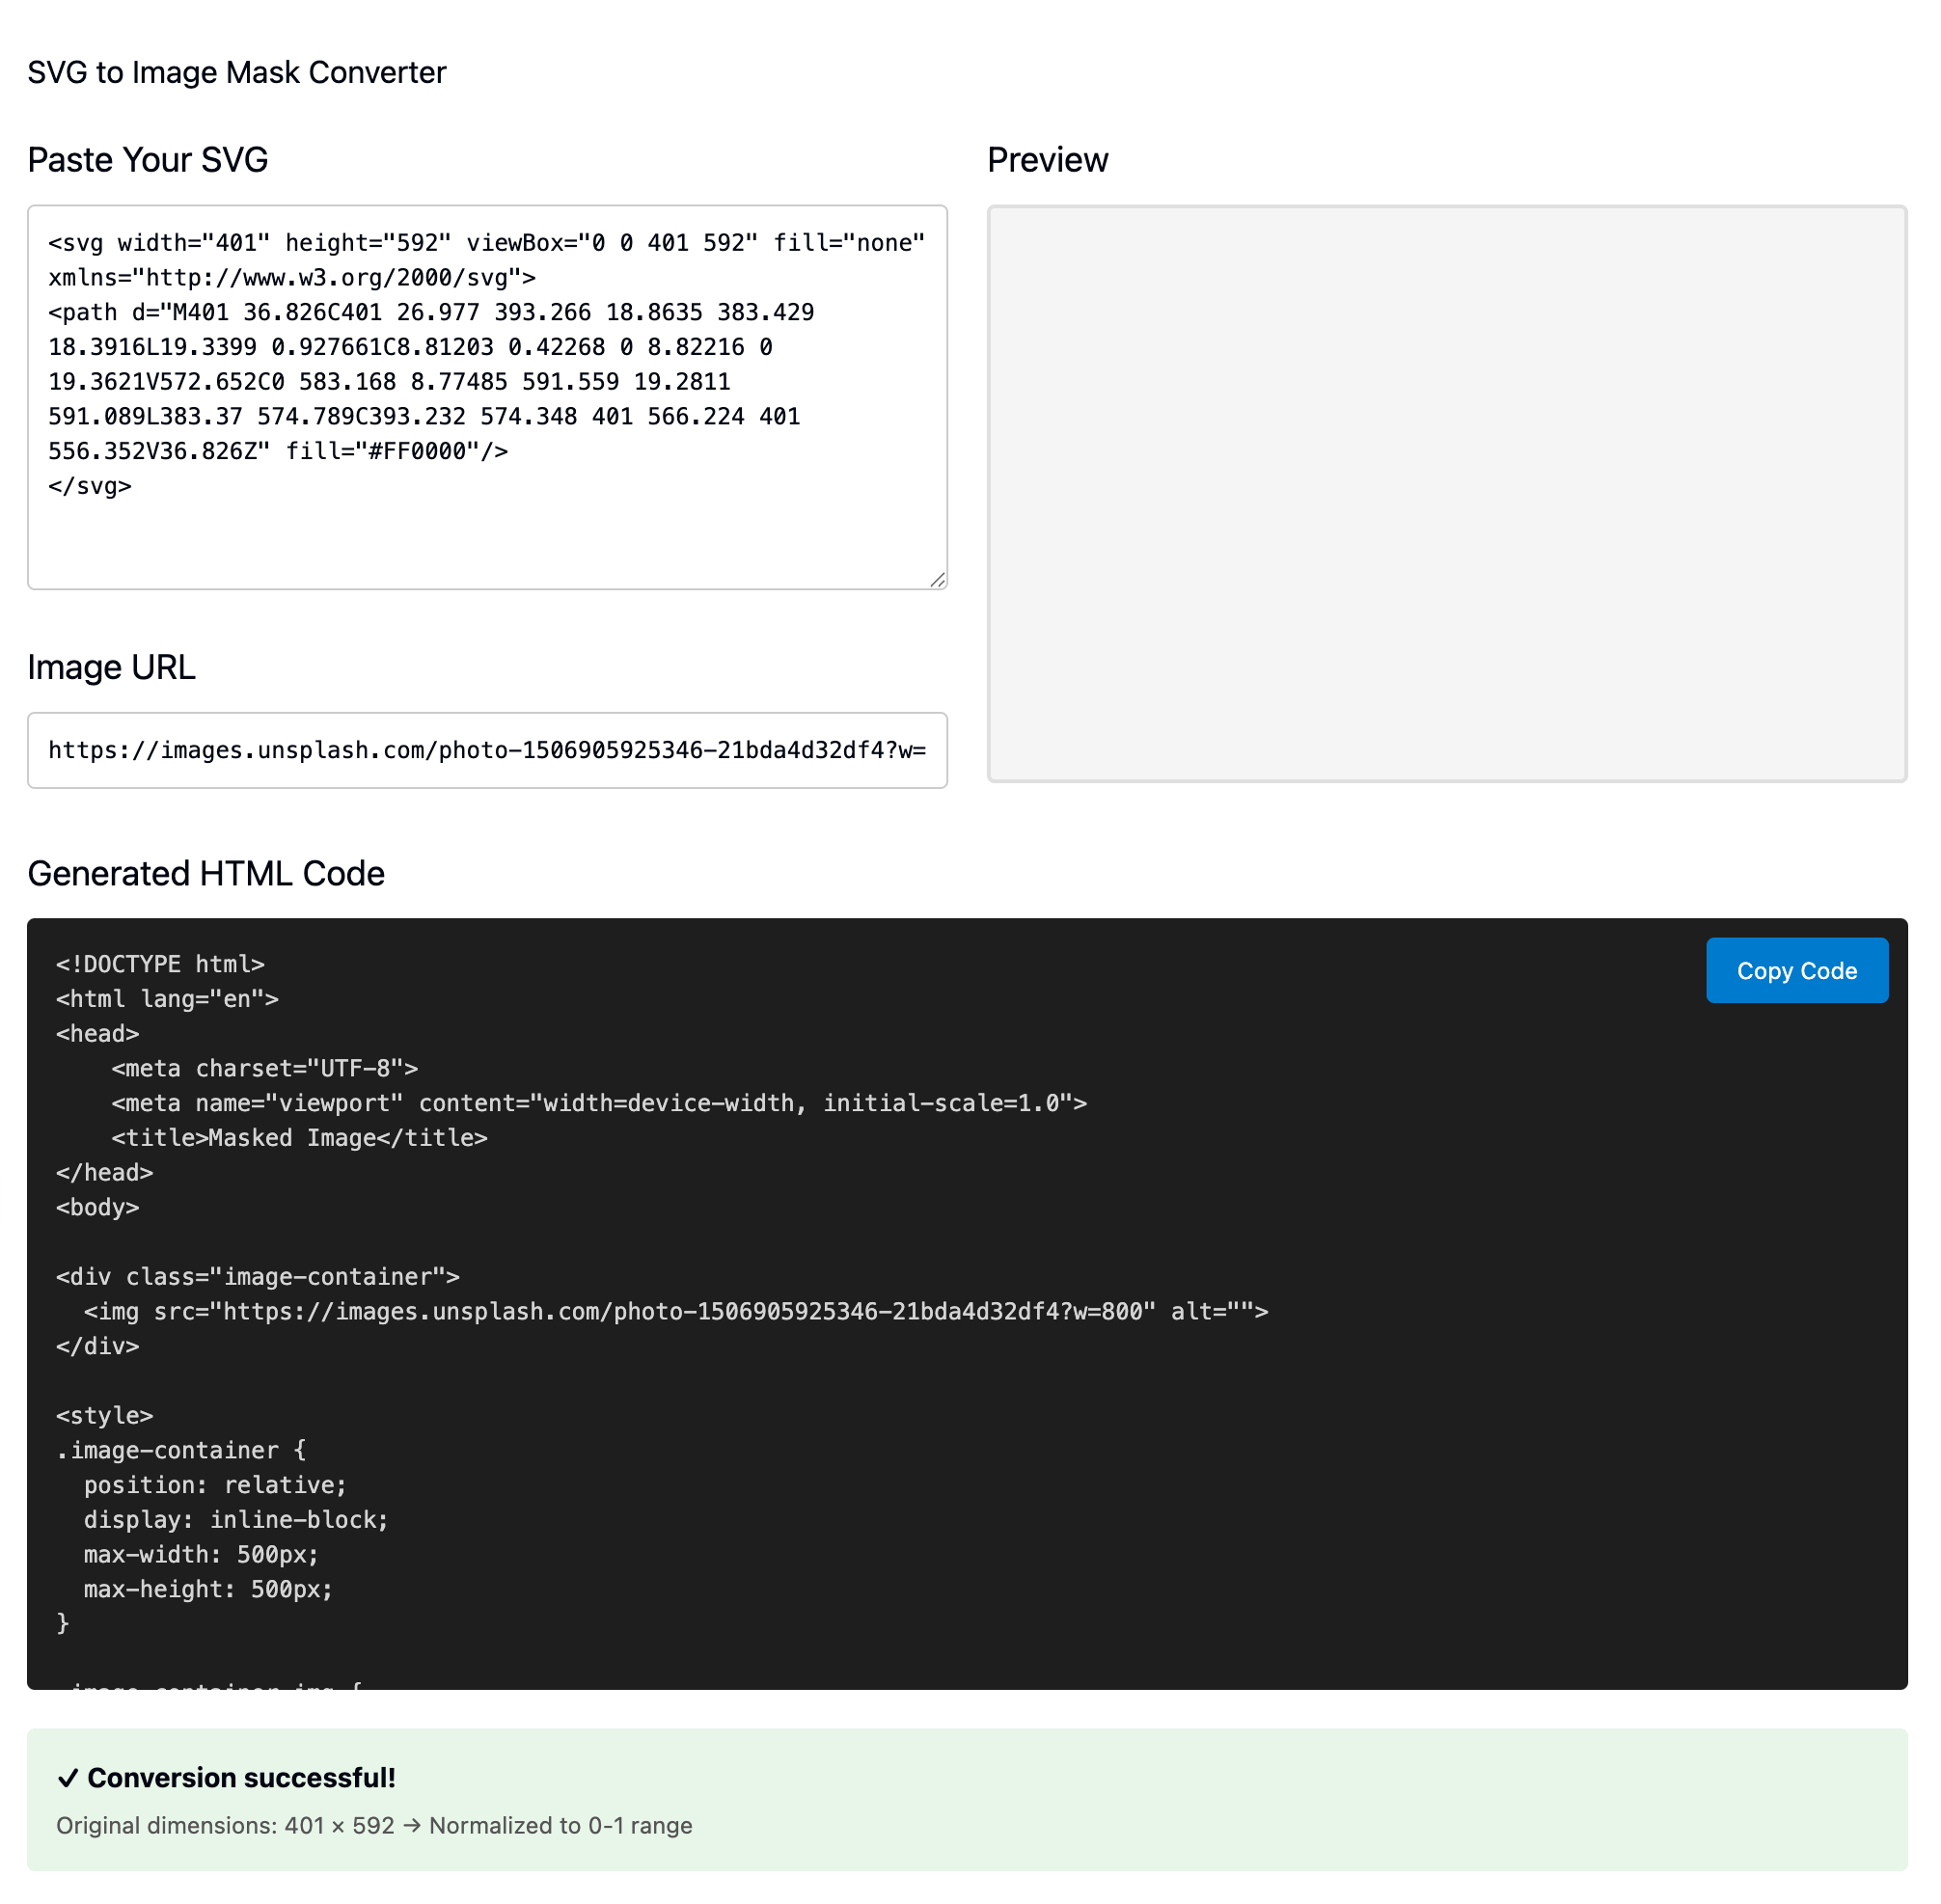 SVG to Image Mask Converter
Paste Your SVG
<svg width="401" height="592" viewBox="0 0 401 592" fill="none"
xmlns="http://www.w3.org/2000/svg">
<path d="M401 36.826C401 26.977 393.266 18.8635 383.429
18.3916L19.3399 0.927661C8.81203 0.42268 0 8.82216 0
19.3621V572.652C0 583.168 8.77485 591.559 19.2811
591.089L383.37 574.789C393.232 574.348 401 566.224 401
556.352V36.826Z" fill="#FF0000"/>
</svg>
Image URL
https://images.unsplash.com/photo-1506905925346-21bda4d32df4?w=
Preview
Generated HTML Code
Copy Code
<!DOCTYPE html>
<html lang="en">
<head>
    <meta charset="UTF-8">
    <meta name="viewport" content="width=device-width, initial-scale=1.0">
    <title>Masked Image</title>
</head>
<body>
<div class="image-container">
  <img src="https://images.unsplash.com/photo-1506905925346-21bda4d32df4?w=800" alt="">
</div>
<style>
.image-container {
  position: relative;
  display: inline-block;
  max-width: 500px;
  max-height: 500px;
}
.image-container img {
✓ Conversion successful!
Original dimensions: 401 × 592 → Normalized to 0-1 range